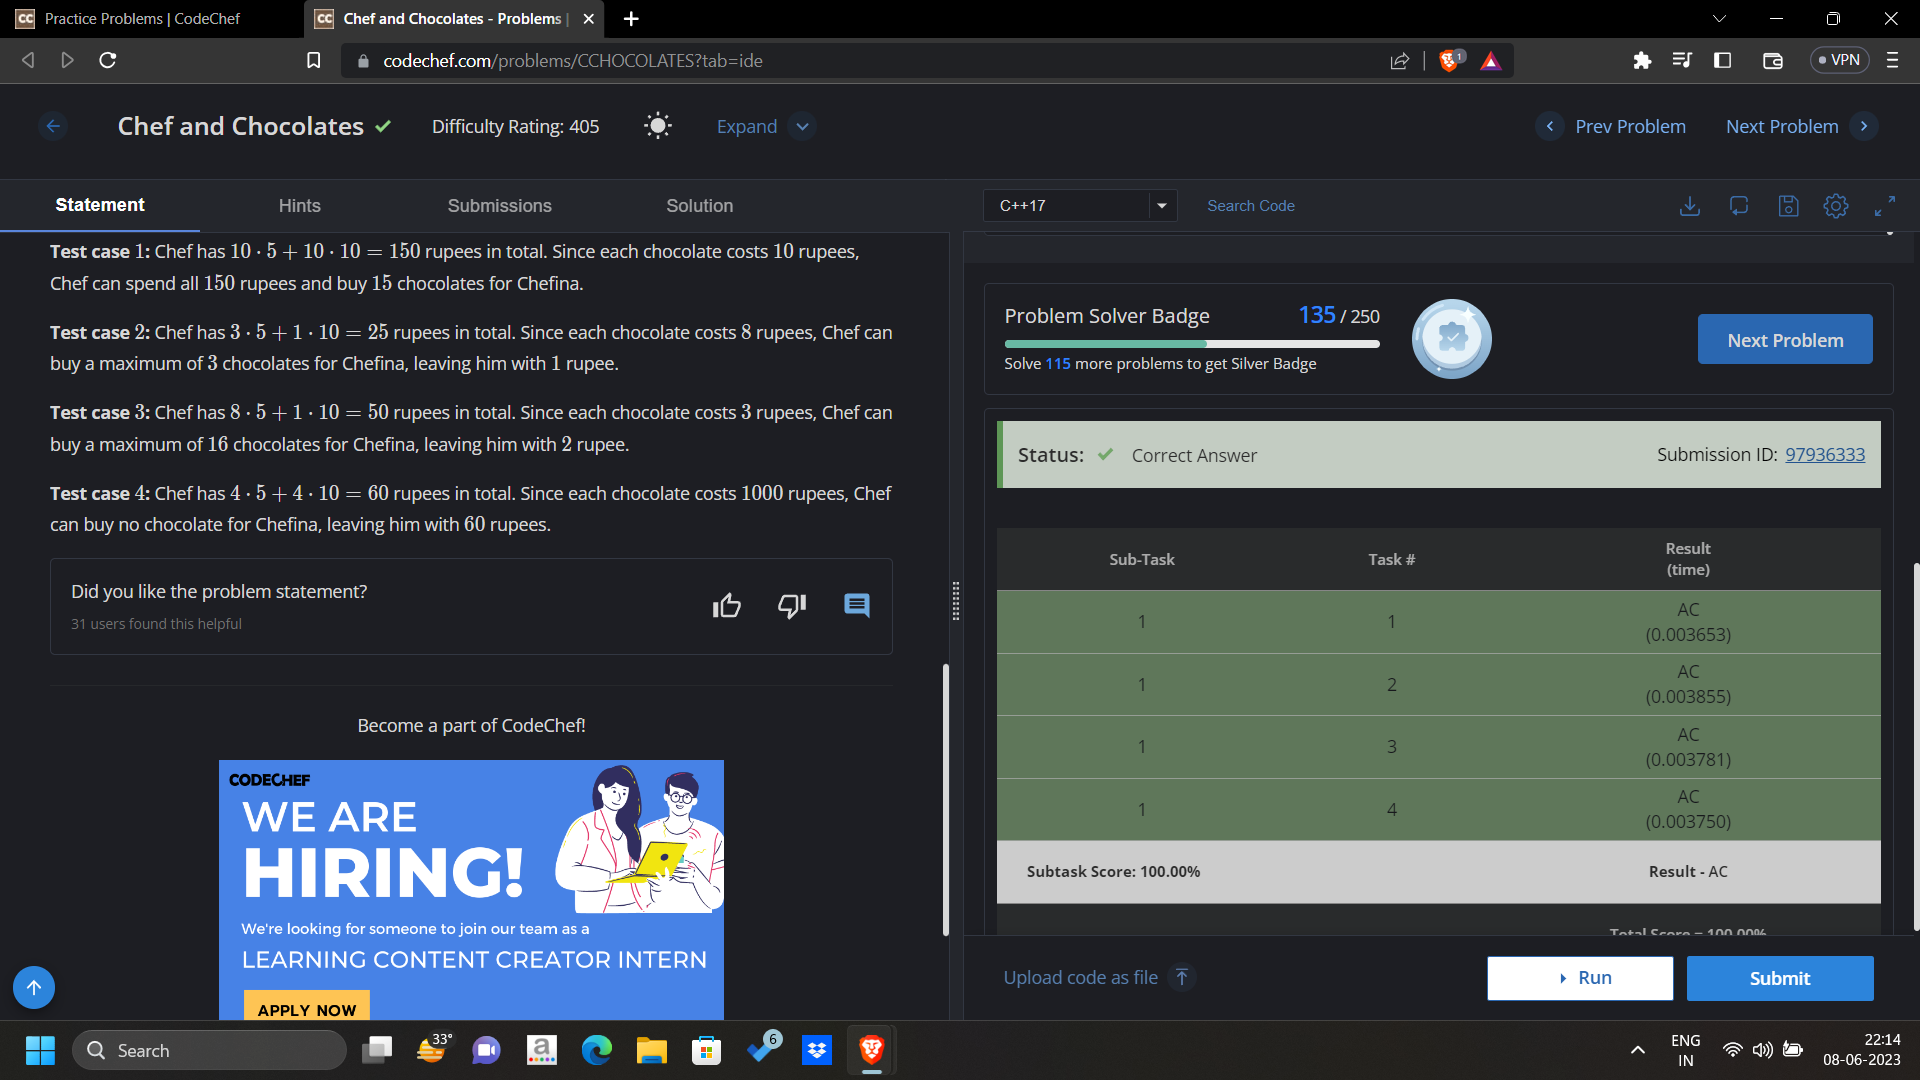 CC Practice Problems | CodeChef
CC Chef and Chocolates - Problems |
codechef.com/problems/CCHOCOLATES?tab=ide
1
VPN
Chef and Chocolates
Difficulty Rating: 405
Expand
Prev Problem
Next Problem
Statement
Hints
Submissions
Solution
C++17
Search Code
Test case 1: Chef has 10 · 5 + 10 · 10 = 150 rupees in total. Since each chocolate costs 10 rupees,
Chef can spend all 150 rupees and buy 15 chocolates for Chefina.
Test case 2: Chef has 3 · 5 + 1 · 10 = 25 rupees in total. Since each chocolate costs 8 rupees, Chef can
buy a maximum of 3 chocolates for Chefina, leaving him with 1 rupee.
Test case 3: Chef has 8 · 5 + 1 · 10 = 50 rupees in total. Since each chocolate costs 3 rupees, Chef can
buy a maximum of 16 chocolates for Chefina, leaving him with 2 rupee.
Test case 4: Chef has 4 · 5 + 4 · 10 = 60 rupees in total. Since each chocolate costs 1000 rupees, Chef
can buy no chocolate for Chefina, leaving him with 60 rupees.
Did you like the problem statement?
31 users found this helpful
Become a part of CodeChef!
CODECHEF
WE ARE
HIRING!
We're looking for someone to join our team as a
LEARNING CONTENT CREATOR INTERN
APPLY NOW
Problem Solver Badge 135 / 250
Solve 115 more problems to get Silver Badge
Next Problem
Status: Correct Answer
Submission ID: 97936333
Sub-Task Task # Result
(time)
1 1 AC
(0.003653)
1 2 AC
(0.003855)
1 3 AC
(0.003781)
1 4 AC
(0.003750)
Subtask Score: 100.00% Result - AC
Total Score = 100.00%
Upload code as file
Run
Submit
Search
33°
a
6
ENG
IN
22:14
08-06-2023